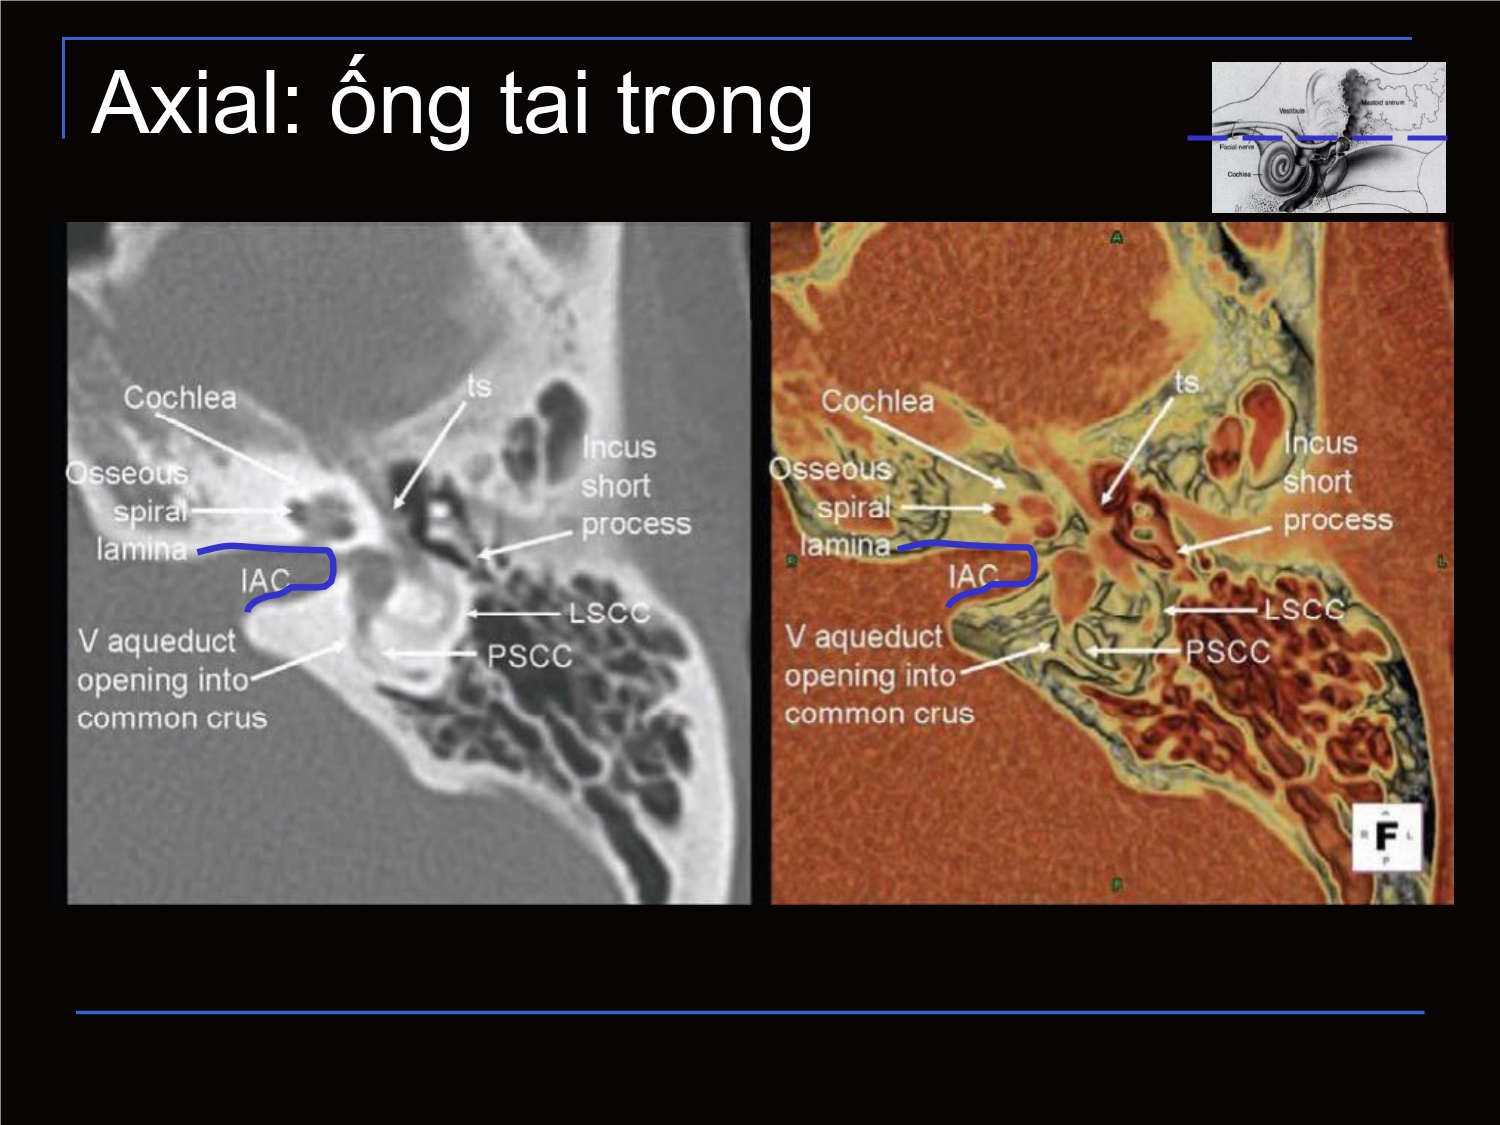 Axial: ống tai trong
Vestibule
Mastoid antrum
Facial nerve
Cochlea
Cochlea
ts
Osseous
spiral
lamina
Incus
short
process
IAC
LSCC
V aqueduct
opening into
common crus
PSCC
A
Cochlea
ts
Osseous
spiral
lamina
Incus
short
process
R
L
IAC
LSCC
V aqueduct
opening into
common crus
PSCC
A
R F L
P
P